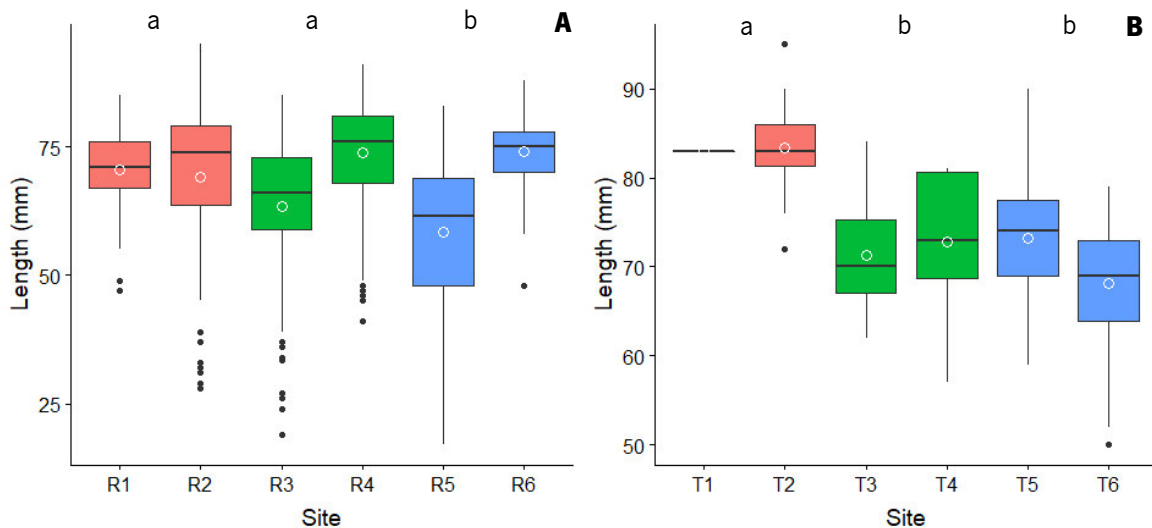 a a b A
Length (mm)
75
50
25
R1 R2 R3 R4 R5 R6
Site
a b b B
Length (mm)
90
80
70
60
50
T1 T2 T3 T4 T5 T6
Site